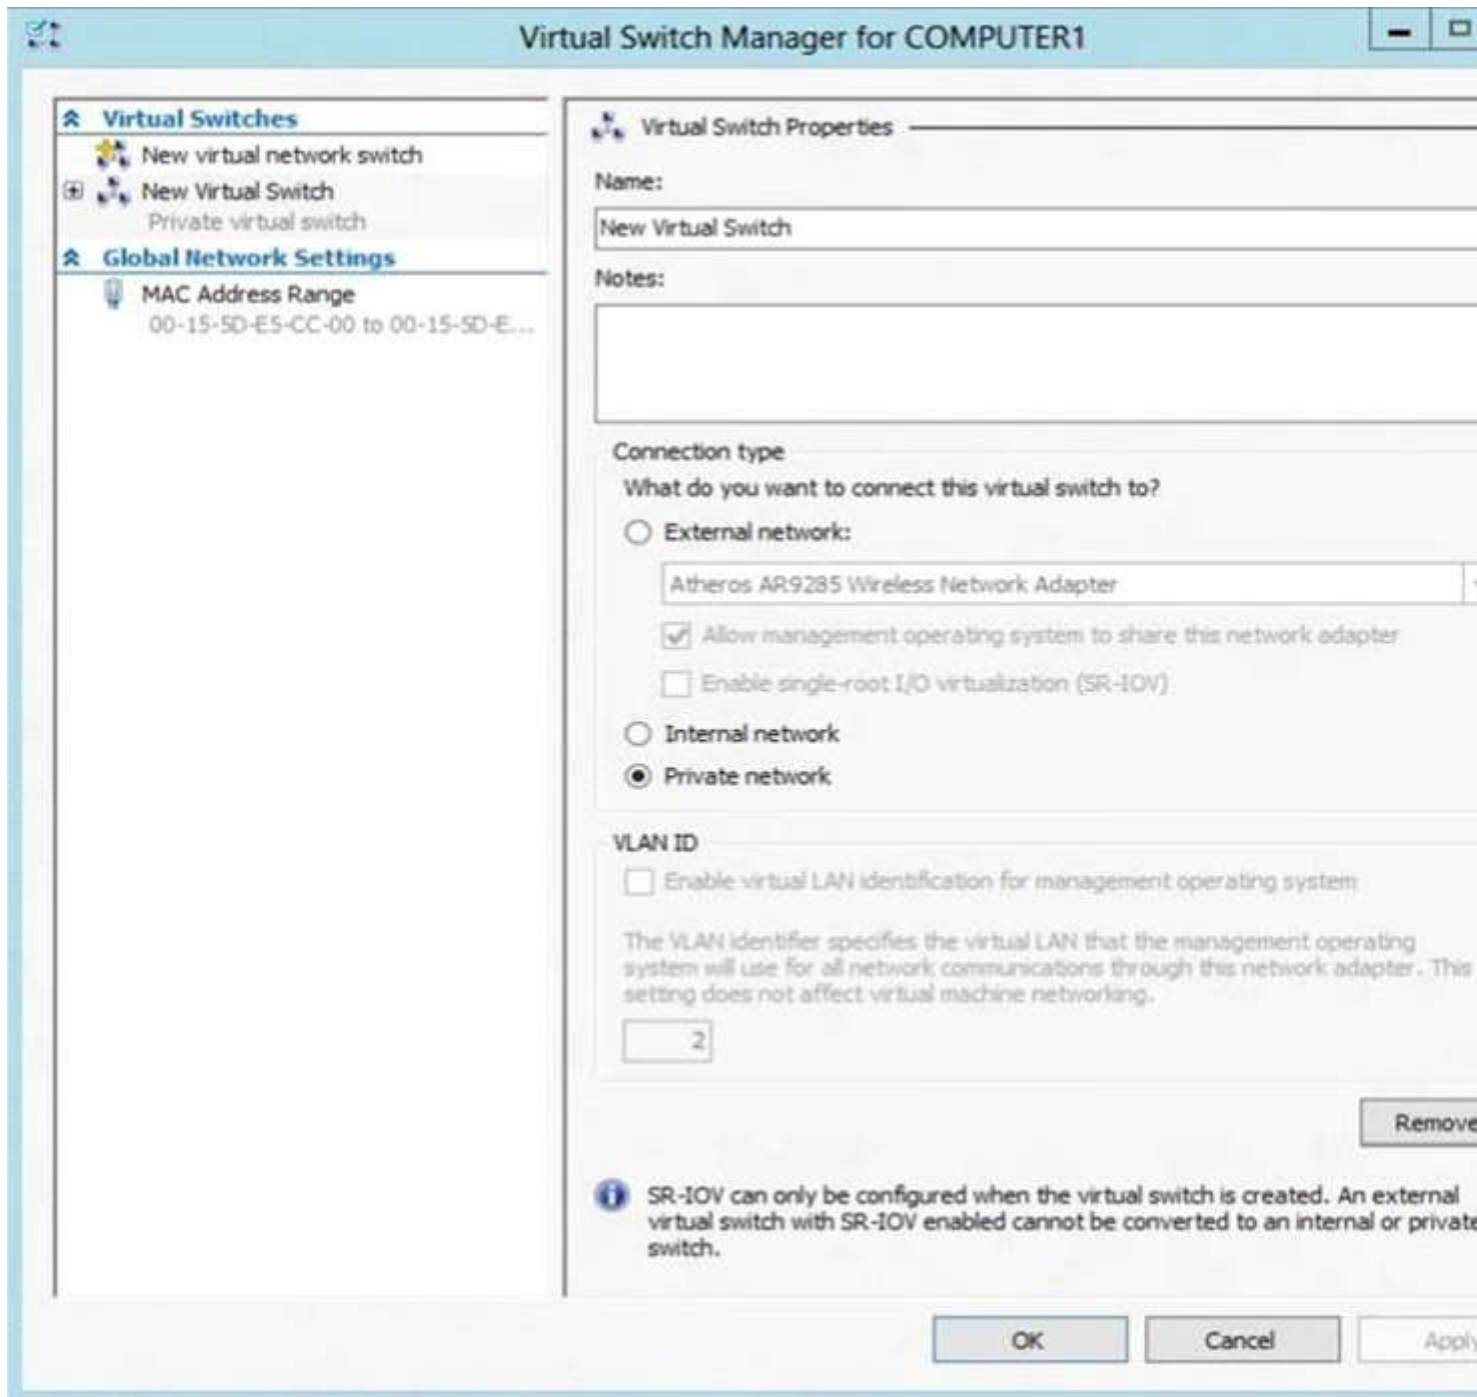 Virtual Switch Manager for COMPUTER1
Virtual Switches
New virtual network switch
New Virtual Switch
Private virtual switch
Global Network Settings
MAC Address Range
00-15-5D-E5-CC-00 to 00-15-5D-E...
Virtual Switch Properties
Name:
New Virtual Switch
Notes:
Connection type
What do you want to connect this virtual switch to?
External network:
Atheros AR9285 Wireless Network Adapter
Allow management operating system to share this network adapter
Enable single-root I/O virtualization (SR-IOV)
Internal network
Private network
VLAN ID
Enable virtual LAN identification for management operating system
The VLAN identifier specifies the virtual LAN that the management operating
system will use for all network communications through this network adapter. This
setting does not affect virtual machine networking.
2
Remove
SR-IOV can only be configured when the virtual switch is created. An external
virtual switch with SR-IOV enabled cannot be converted to an internal or private
switch.
OK
Cancel
Apply